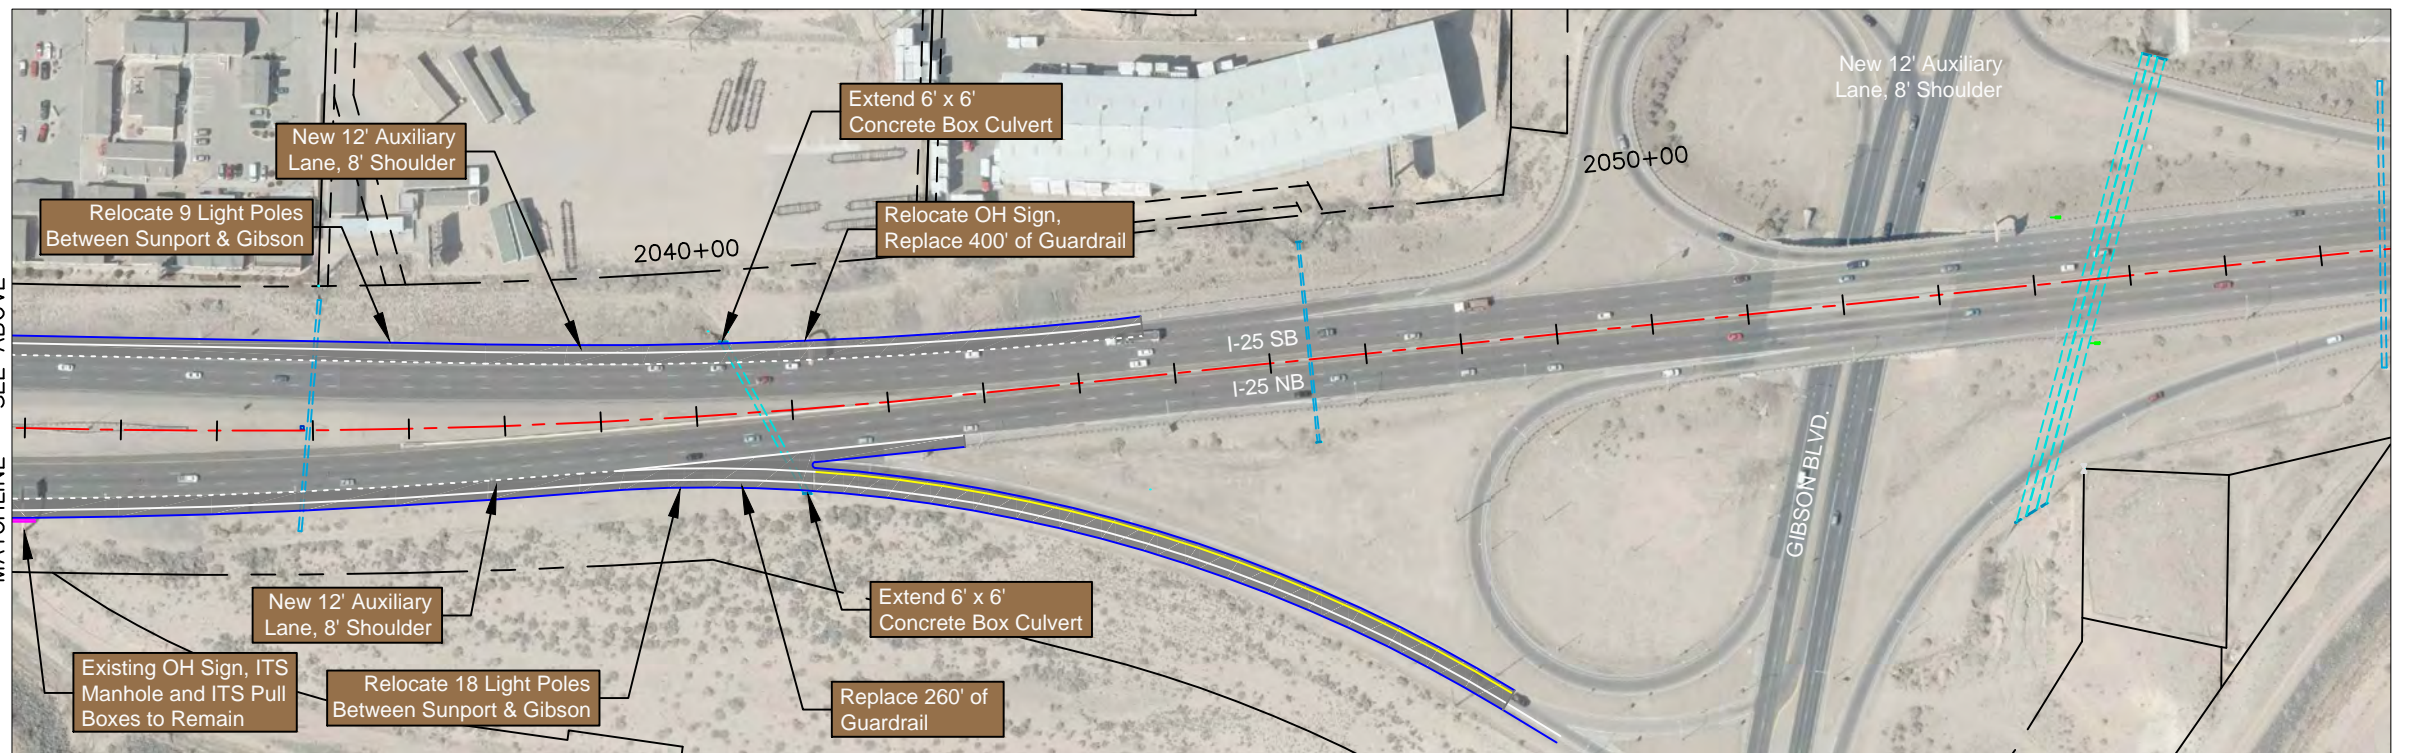 New 12' Auxiliary
Lane, 8' Shoulder
Extend 6' x 6'
Concrete Box Culvert
New 12' Auxiliary
Lane, 8' Shoulder
2050+00
Relocate 9 Light Poles
Between Sunport & Gibson
Relocate OH Sign,
Replace 400' of Guardrail
2040+00
I-25 SB
I-25 NB
GIBSON BLVD.
New 12' Auxiliary
Lane, 8' Shoulder
Extend 6' x 6'
Concrete Box Culvert
Existing OH Sign, ITS
Manhole and ITS Pull
Boxes to Remain
Relocate 18 Light Poles
Between Sunport & Gibson
Replace 260' of
Guardrail